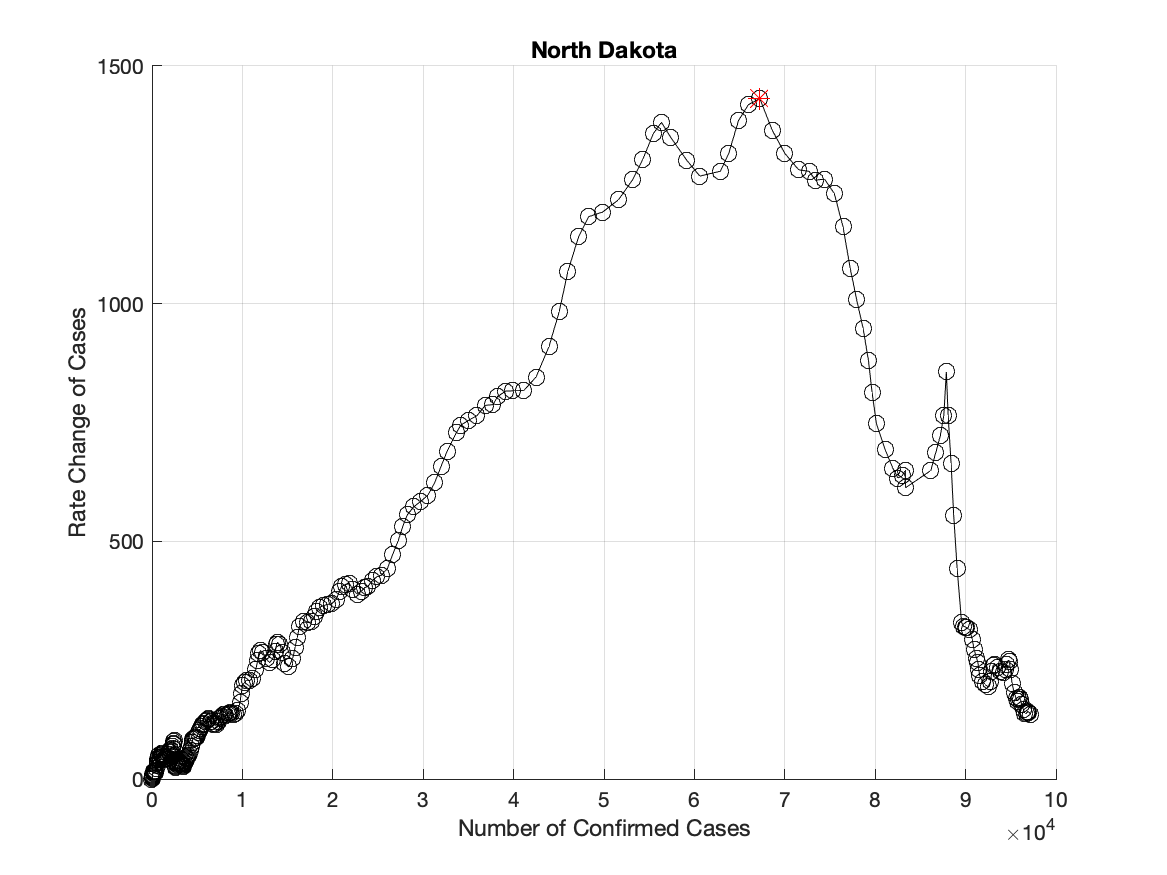 North Dakota
1500
1000
500
0
Rate Change of Cases
0 1 2 3 4 5 6 7 8 9 10
Number of Confirmed Cases
×10⁴